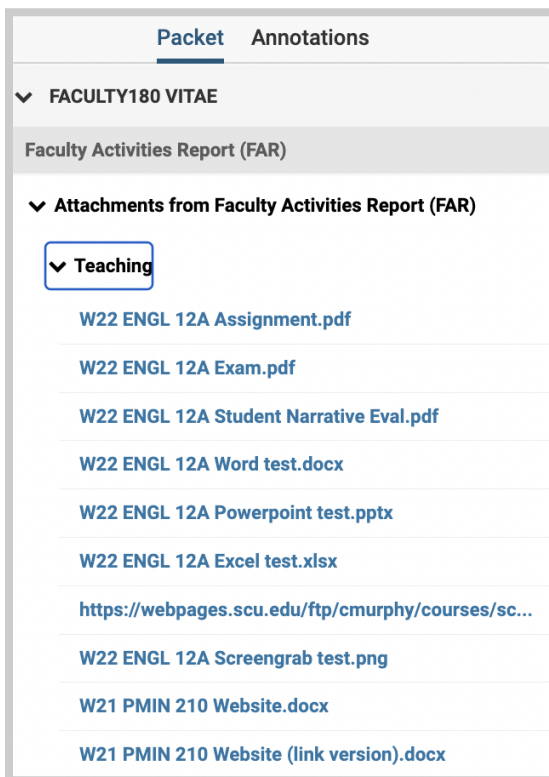 Packet Annotations
FACULTY180 VITAE
Faculty Activities Report (FAR)
Attachments from Faculty Activities Report (FAR)
Teaching
W22 ENGL 12A Assignment.pdf
W22 ENGL 12A Exam.pdf
W22 ENGL 12A Student Narrative Eval.pdf
W22 ENGL 12A Word test.docx
W22 ENGL 12A Powerpoint test.pptx
W22 ENGL 12A Excel test.xlsx
https://webpages.scu.edu/ftp/cmurphy/courses/sc...
W22 ENGL 12A Screengrab test.png
W21 PMIN 210 Website.docx
W21 PMIN 210 Website (link version).docx